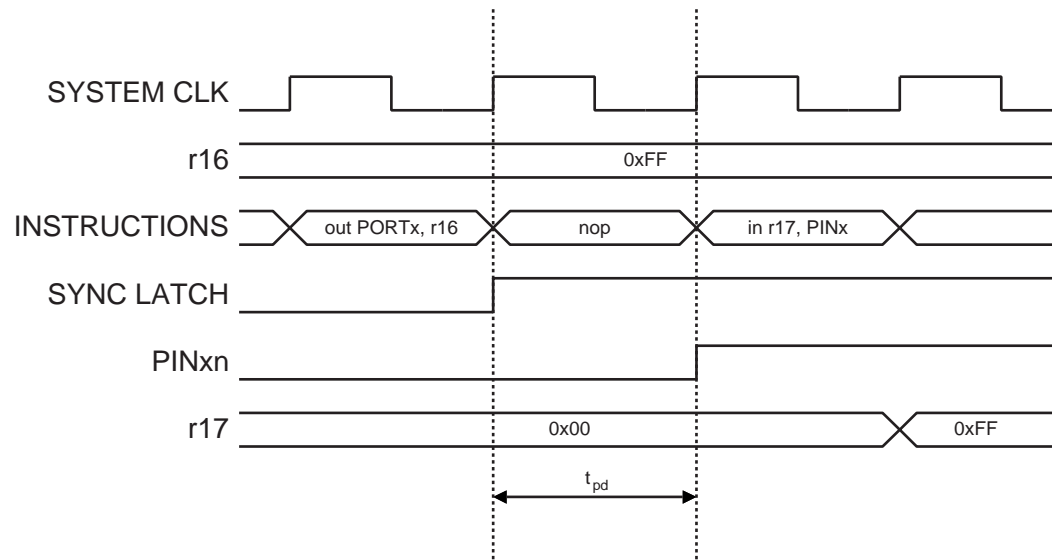 SYSTEM CLK
r16
0xFF
INSTRUCTIONS
out PORTx, r16
nop
in r17, PINx
SYNC LATCH
PINxn
r17
0x00
0xFF
tpd